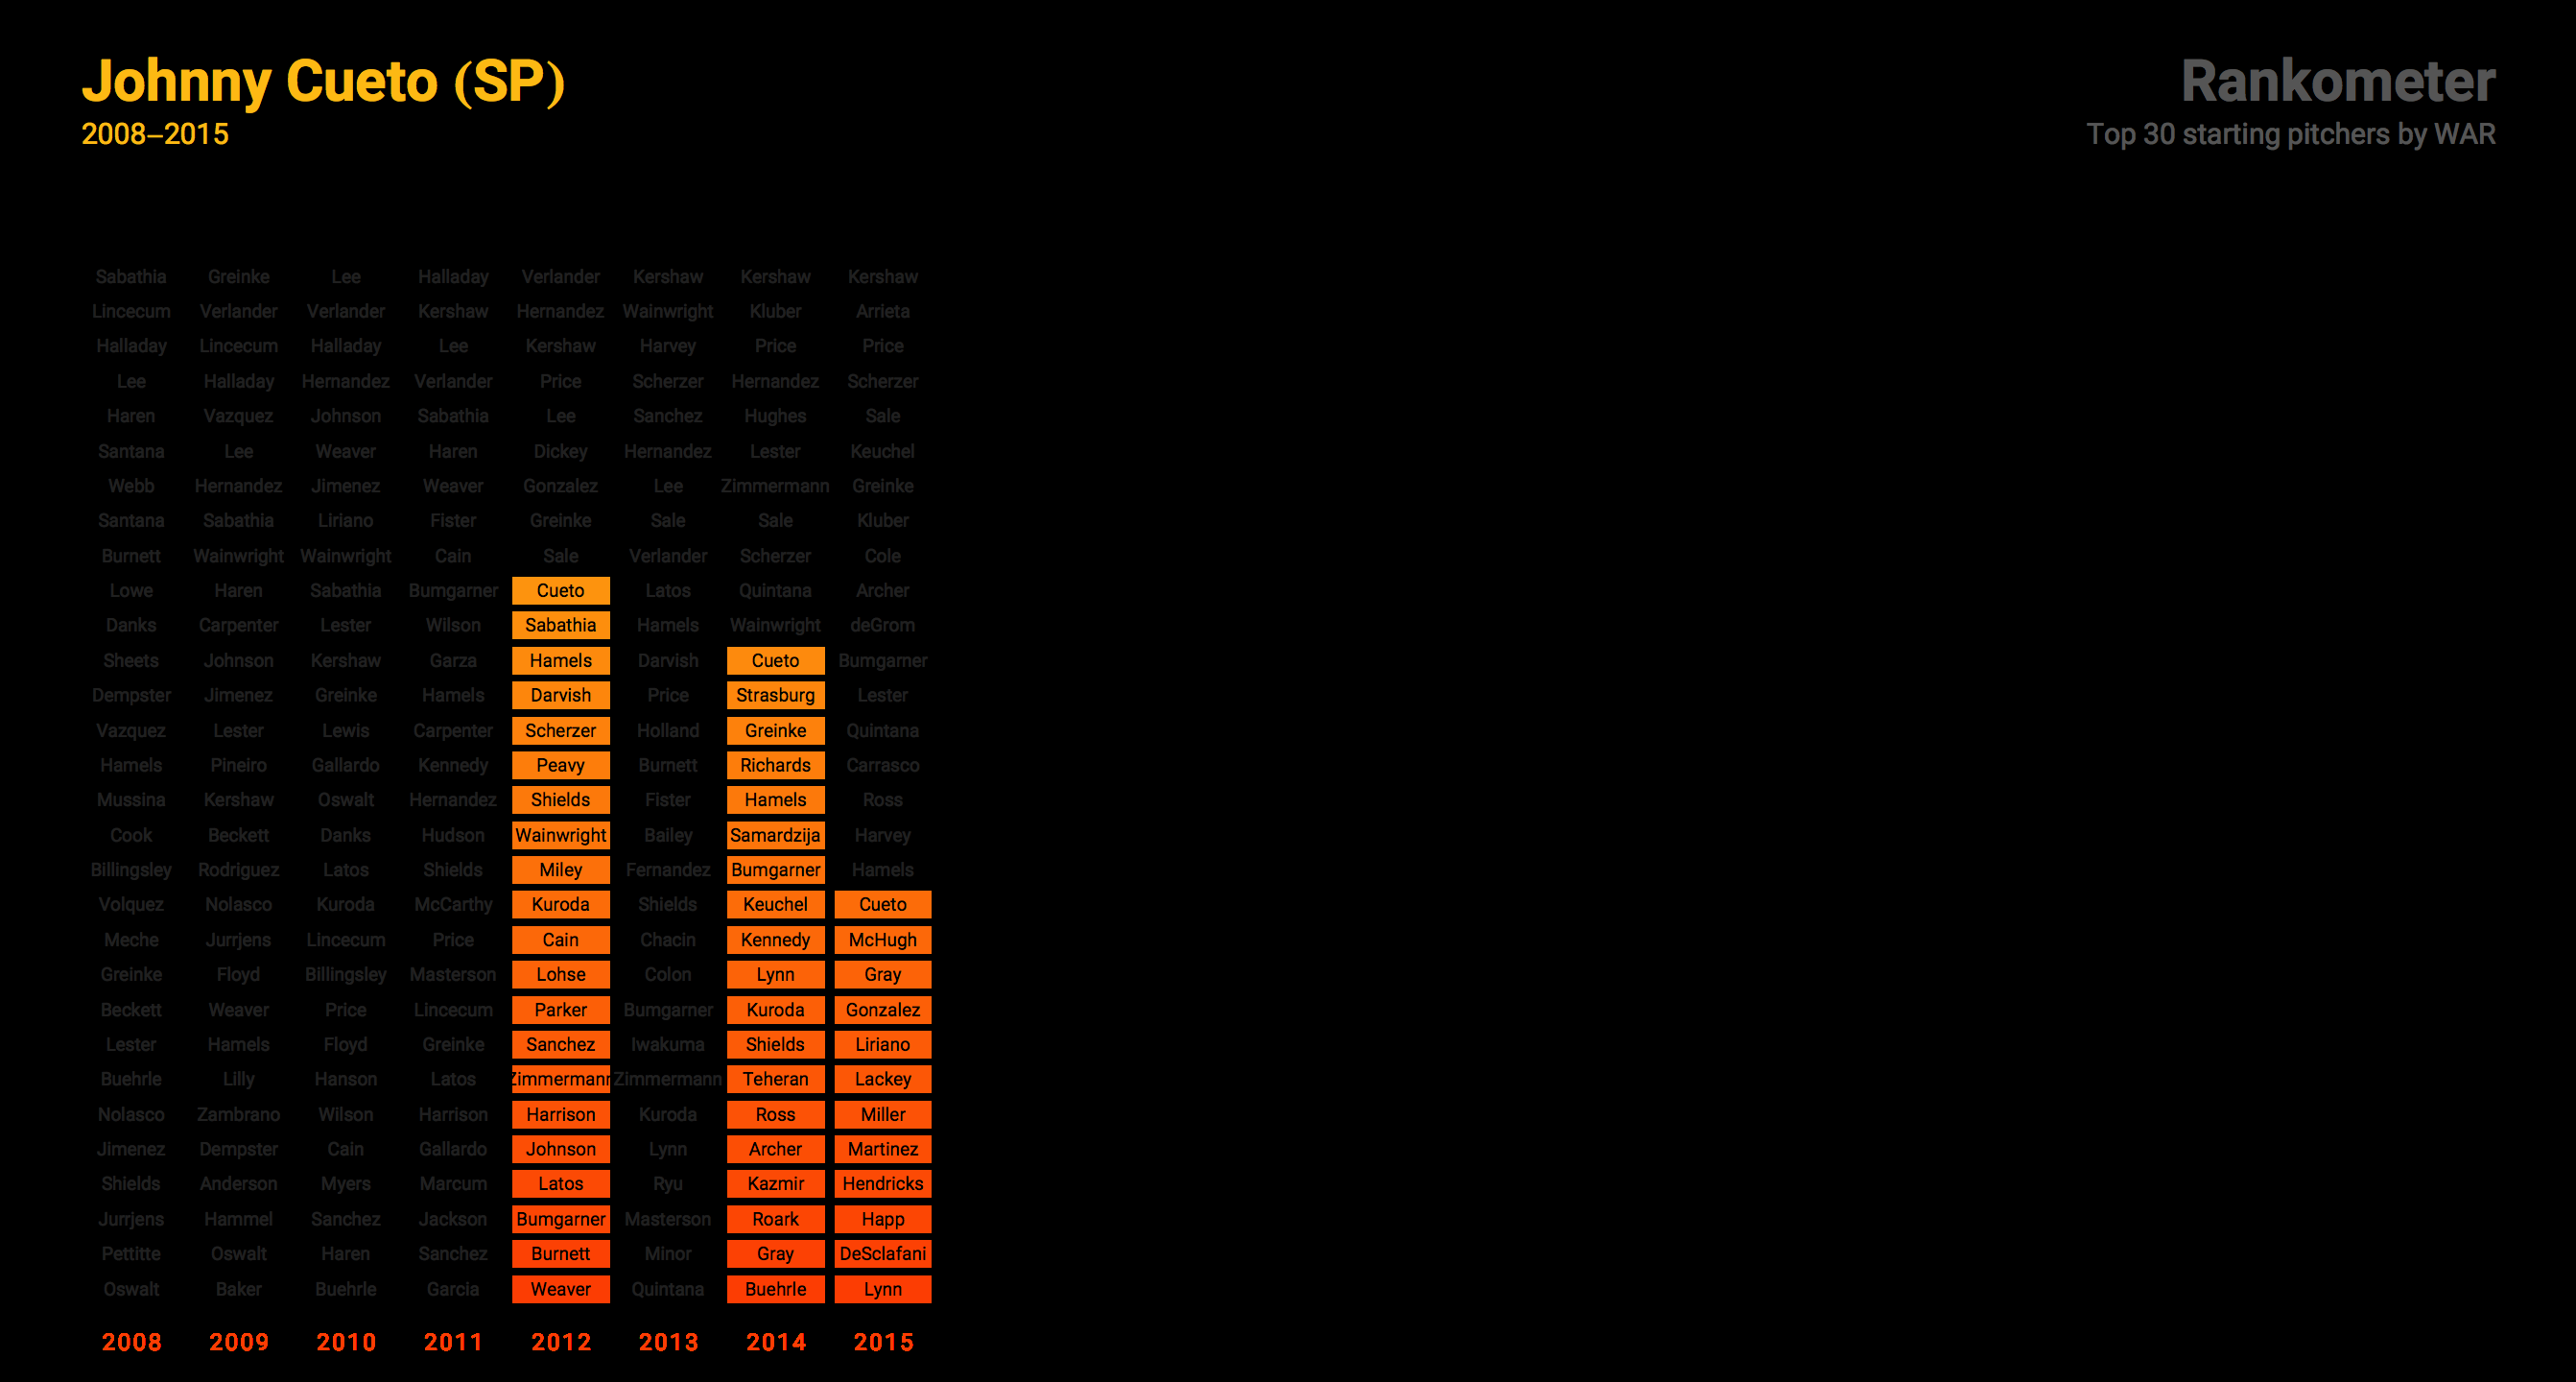 Johnny Cueto (SP)
2008–2015
Rankometer
Top 30 starting pitchers by WAR
Sabathia Greinke Lee Halladay Verlander Kershaw Kershaw Kershaw
Lincecum Verlander Verlander Kershaw Hernandez Wainwright Kluber Arrieta
Halladay Lincecum Halladay Lee Kershaw Harvey Price Price
Lee Halladay Hernandez Verlander Price Scherzer Hernandez Scherzer
Haren Vazquez Johnson Sabathia Lee Sanchez Hughes Sale
Santana Lee Weaver Haren Dickey Hernandez Lester Keuchel
Webb Hernandez Jimenez Weaver Gonzalez Lee Zimmermann Greinke
Santana Sabathia Liriano Fister Greinke Sale Sale Kluber
Burnett Wainwright Wainwright Cain Sale Verlander Scherzer Cole
Lowe Haren Sabathia Bumgarner Cueto Latos Quintana Archer
Danks Carpenter Lester Wilson Sabathia Hamels Wainwright deGrom
Sheets Johnson Kershaw Garza Hamels Darvish Cueto Bumgarner
Dempster Jimenez Greinke Hamels Darvish Price Strasburg Lester
Vazquez Lester Lewis Carpenter Scherzer Holland Greinke Quintana
Hamels Pineiro Gallardo Kennedy Peavy Burnett Richards Carrasco
Mussina Kershaw Oswalt Hernandez Shields Fister Hamels Ross
Cook Beckett Danks Hudson Wainwright Bailey Samardzija Harvey
Billingsley Rodriguez Latos Shields Miley Fernandez Bumgarner Hamels
Volquez Nolasco Kuroda McCarthy Kuroda Shields Keuchel Cueto
Meche Jurrjens Lincecum Price Cain Chacin Kennedy McHugh
Greinke Floyd Billingsley Masterson Lohse Colon Lynn Gray
Beckett Weaver Price Lincecum Parker Bumgarner Kuroda Gonzalez
Lester Hamels Floyd Greinke Sanchez Iwakuma Shields Liriano
Buehrle Lilly Hanson Latos Zimmermann Zimmermann Teheran Lackey
Nolasco Zambrano Wilson Harrison Harrison Kuroda Ross Miller
Jimenez Dempster Cain Gallardo Johnson Lynn Archer Martinez
Shields Anderson Myers Marcum Latos Ryu Kazmir Hendricks
Jurrjens Hammel Sanchez Jackson Bumgarner Masterson Roark Happ
Pettitte Oswalt Haren Sanchez Burnett Minor Gray DeSclafani
Oswalt Baker Buehrle Garcia Weaver Quintana Buehrle Lynn
2008 2009 2010 2011 2012 2013 2014 2015